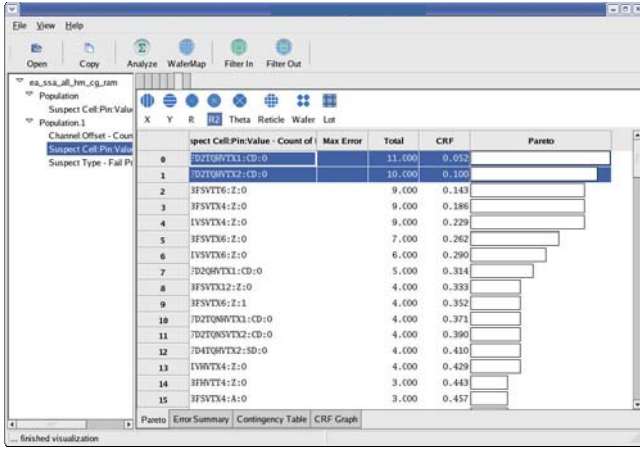 File View Help
Open Copy Analyze WaferMap Filter In Filter Out
ea_ssa_all_hm_cg_ram
Population
Suspect Cell:Pin:Valu
Population.1
Channel:Offset - Coun
Suspect Cell:Pin:Valu
Suspect Type - Fail Pr
X Y R R2 Theta Reticle Wafer Lot
spect Cell:Pin:Value - Count of Max Error Total CRF Pareto
0 7D2TQHVTX1:CD:0 11.000 0.052
1 7D2TQHVTX2:CD:0 10.000 0.100
2 3FSVTT6:Z:0 9.000 0.143
3 3FSVTX4:Z:0 9.000 0.186
4 IVSVTX4:Z:0 9.000 0.229
5 3FSVTX6:Z:0 7.000 0.262
6 IVSVTX6:Z:0 6.000 0.290
7 7D2QHVTX1:CD:0 5.000 0.314
8 3FSVTX12:Z:0 4.000 0.333
9 3FSVTX6:Z:1 4.000 0.352
10 7D2TQNHVTX1:CD:0 4.000 0.371
11 7D2TQNSVTX2:CD:0 4.000 0.390
12 7D4TQHVTX2:SD:0 4.000 0.410
13 IVHVTX4:Z:0 4.000 0.429
14 3FHVTT4:Z:0 3.000 0.443
15 3FSVTX4:A:0 3.000 0.457
Pareto Error Summary Contingency Table CRF Graph
... finished visualization